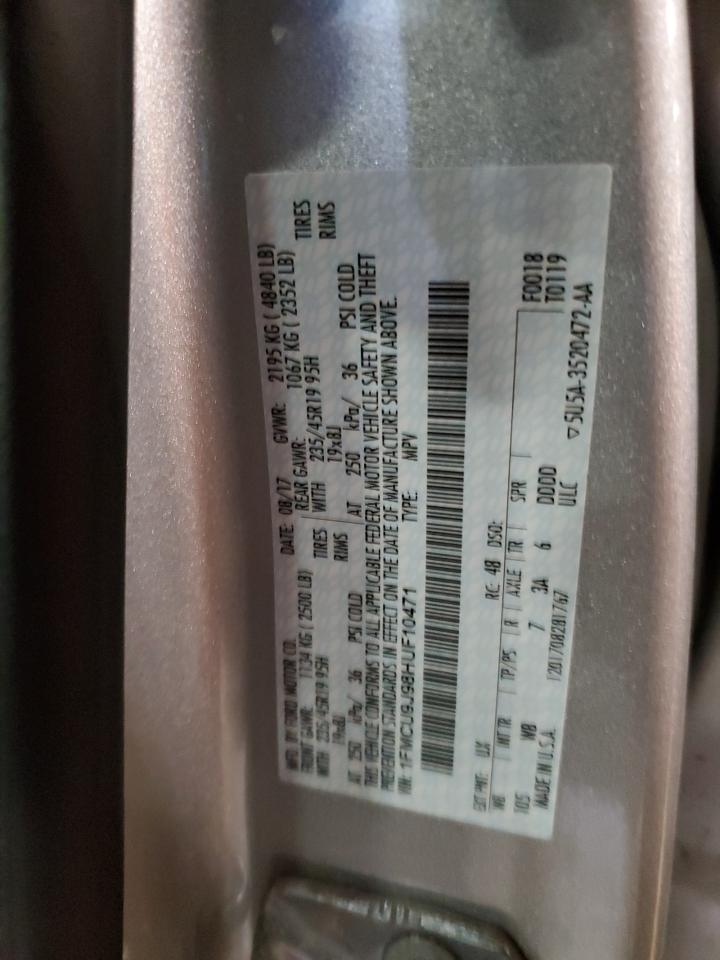 MFD. BY FORD MOTOR CO. DATE: 08/17 GVWR: 2195 KG ( 4840 LB)
FRONT GAWR: 1134 KG ( 2500 LB) REAR GAWR: 1067 KG ( 2352 LB)
WITH 235/45R19 95H TIRES WITH 235/45R19 95H TIRES
19x8J RIMS 19x8J RIMS
AT 250 kPa/ 36 PSI COLD AT 250 kPa/ 36 PSI COLD
THIS VEHICLE CONFORMS TO ALL APPLICABLE FEDERAL MOTOR VEHICLE SAFETY AND THEFT
PREVENTION STANDARDS IN EFFECT ON THE DATE OF MANUFACTURE SHOWN ABOVE.
VIN: 1FMCU9J98HUF10471 TYPE: MPV
EXT PNT: UX RC: 48 DSO:
WB INT TR TP/PS R AXLE TR SPR F0018
105 WB 7 3A 6 DDDD T0119
MADE IN U.S.A. 1201708281767 ULC ▽5U5A-3520472-AA